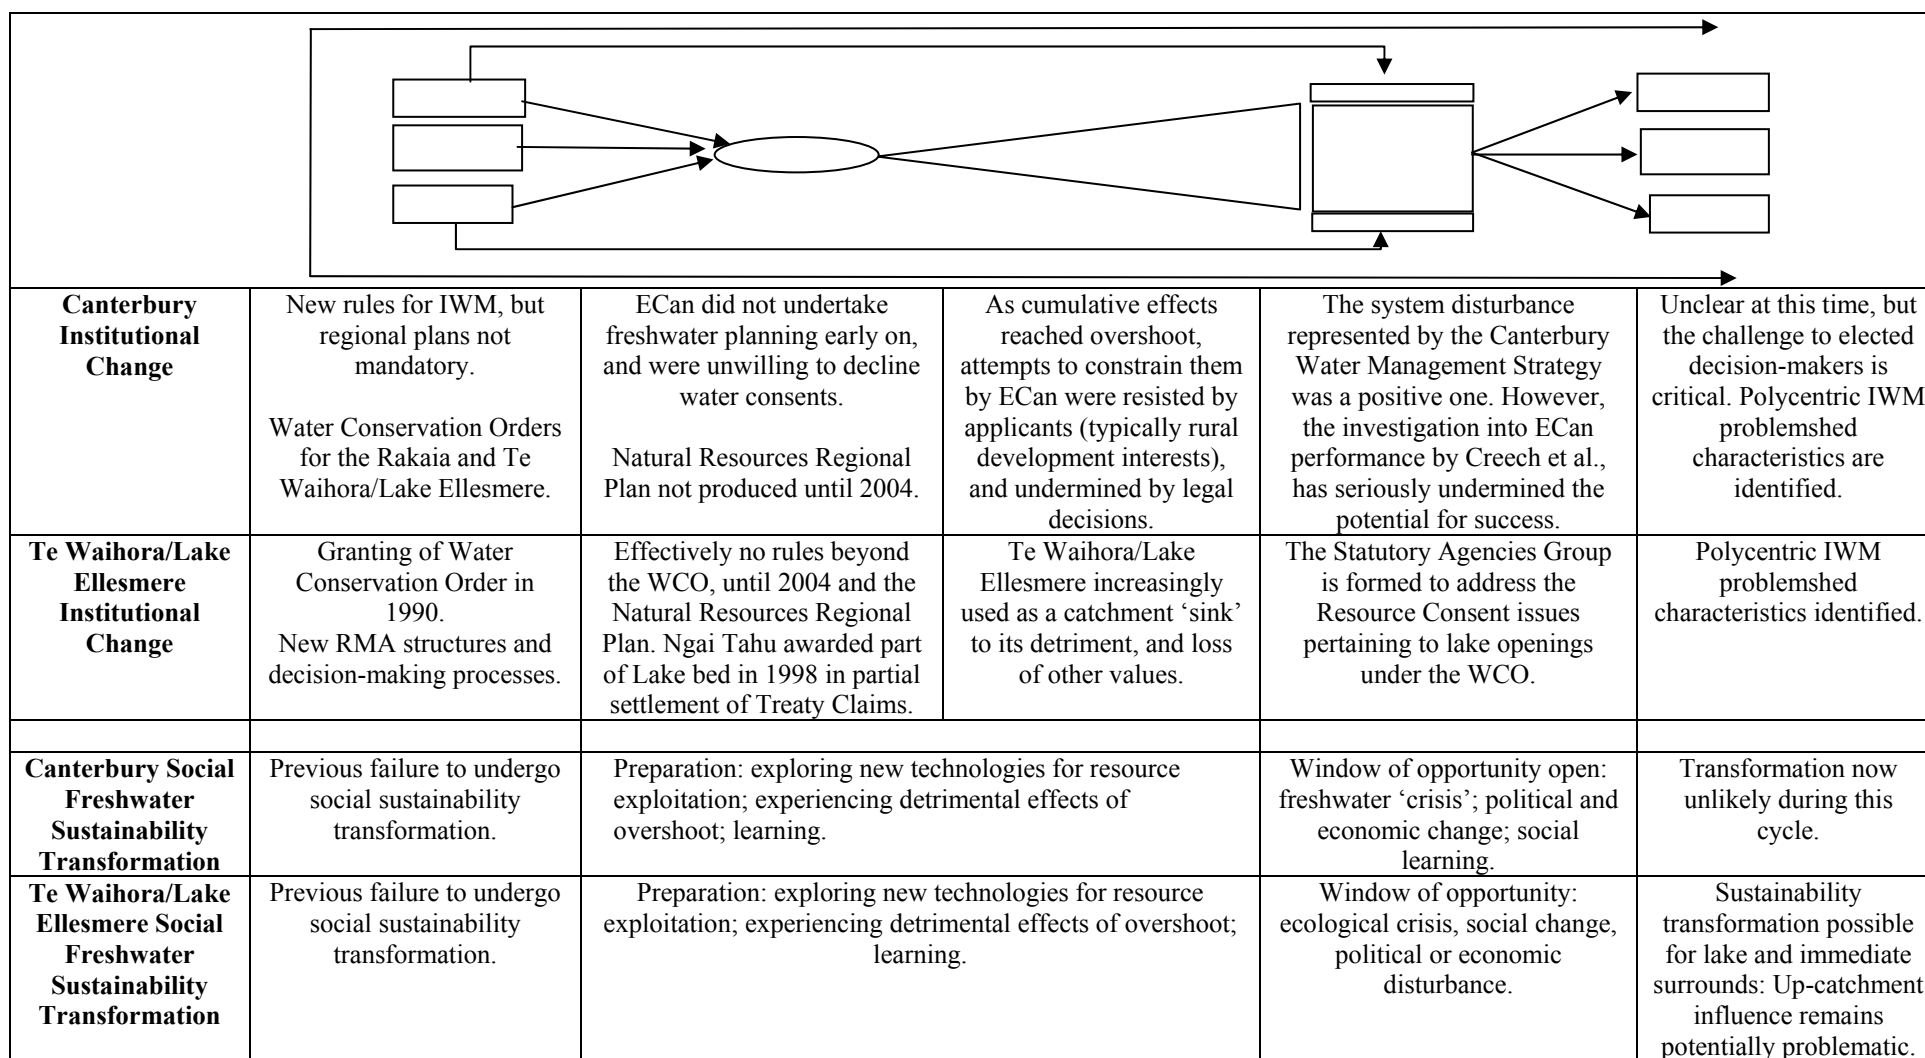 Canterbury
Institutional
Change
New rules for IWM, but
regional plans not
mandatory.
Water Conservation Orders
for the Rakaia and Te
Waihora/Lake Ellesmere.
ECan did not undertake
freshwater planning early on,
and were unwilling to decline
water consents.
Natural Resources Regional
Plan not produced until 2004.
As cumulative effects
reached overshoot,
attempts to constrain them
by ECan were resisted by
applicants (typically rural
development interests),
and undermined by legal
decisions.
The system disturbance
represented by the Canterbury
Water Management Strategy
was a positive one. However,
the investigation into ECan
performance by Creech et al.,
has seriously undermined the
potential for success.
Unclear at this time, but
the challenge to elected
decision-makers is
critical. Polycentric IWM
problemshed
characteristics are
identified.
Te Waihora/Lake
Ellesmere
Institutional
Change
Granting of Water
Conservation Order in
1990.
New RMA structures and
decision-making processes.
Effectively no rules beyond
the WCO, until 2004 and the
Natural Resources Regional
Plan. Ngai Tahu awarded part
of Lake bed in 1998 in partial
settlement of Treaty Claims.
Te Waihora/Lake
Ellesmere increasingly
used as a catchment ‘sink’
to its detriment, and loss
of other values.
The Statutory Agencies Group
is formed to address the
Resource Consent issues
pertaining to lake openings
under the WCO.
Polycentric IWM
problemshed
characteristics identified.
Canterbury Social
Freshwater
Sustainability
Transformation
Previous failure to undergo
social sustainability
transformation.
Preparation: exploring new technologies for resource
exploitation; experiencing detrimental effects of
overshoot; learning.
Window of opportunity open:
freshwater ‘crisis’; political and
economic change; social
learning.
Transformation now
unlikely during this
cycle.
Te Waihora/Lake
Ellesmere Social
Freshwater
Sustainability
Transformation
Previous failure to undergo
social sustainability
transformation.
Preparation: exploring new technologies for resource
exploitation; experiencing detrimental effects of overshoot;
learning.
Window of opportunity:
ecological crisis, social change,
political or economic
disturbance.
Sustainability
transformation possible
for lake and immediate
surrounds: Up-catchment
influence remains
potentially problematic.